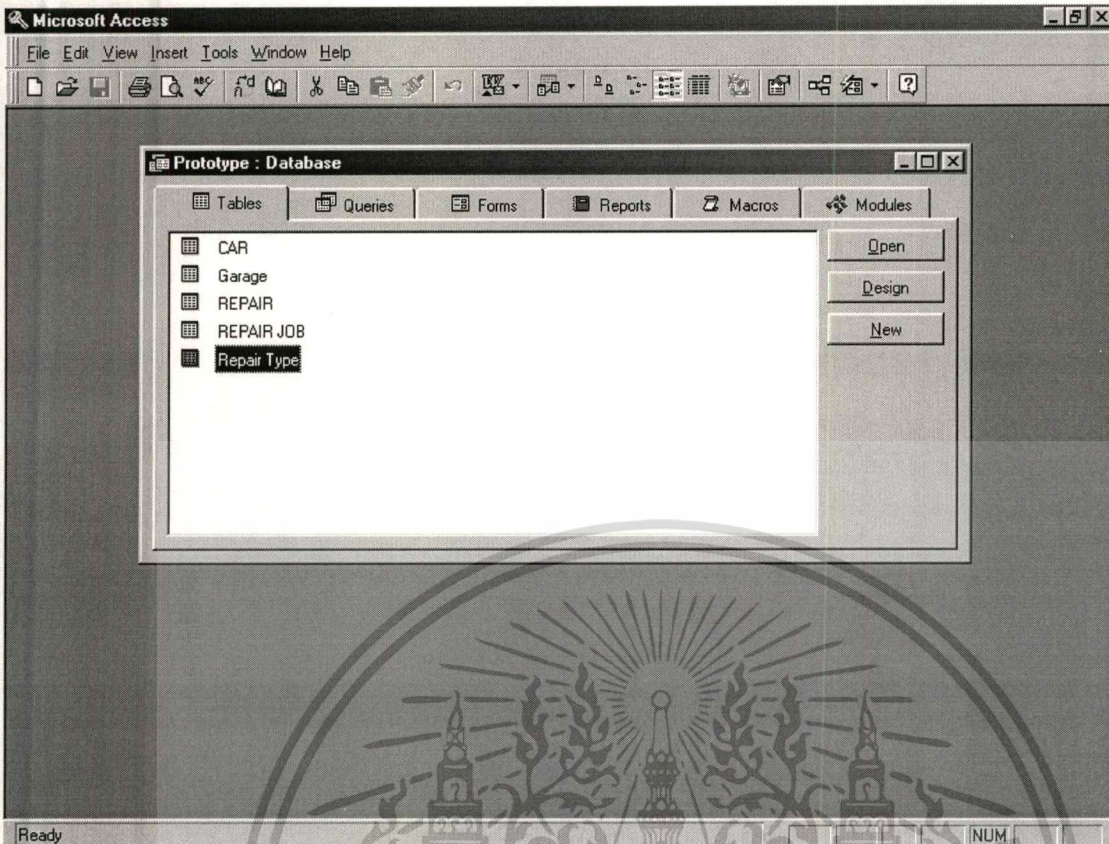 Microsoft Access
File Edit View Insert Tools Window Help
Prototype : Database
Tables Queries Forms Reports Macros Modules
CAR
Garage
REPAIR
REPAIR JOB
Repair Type
Open
Design
New
Ready
NUM